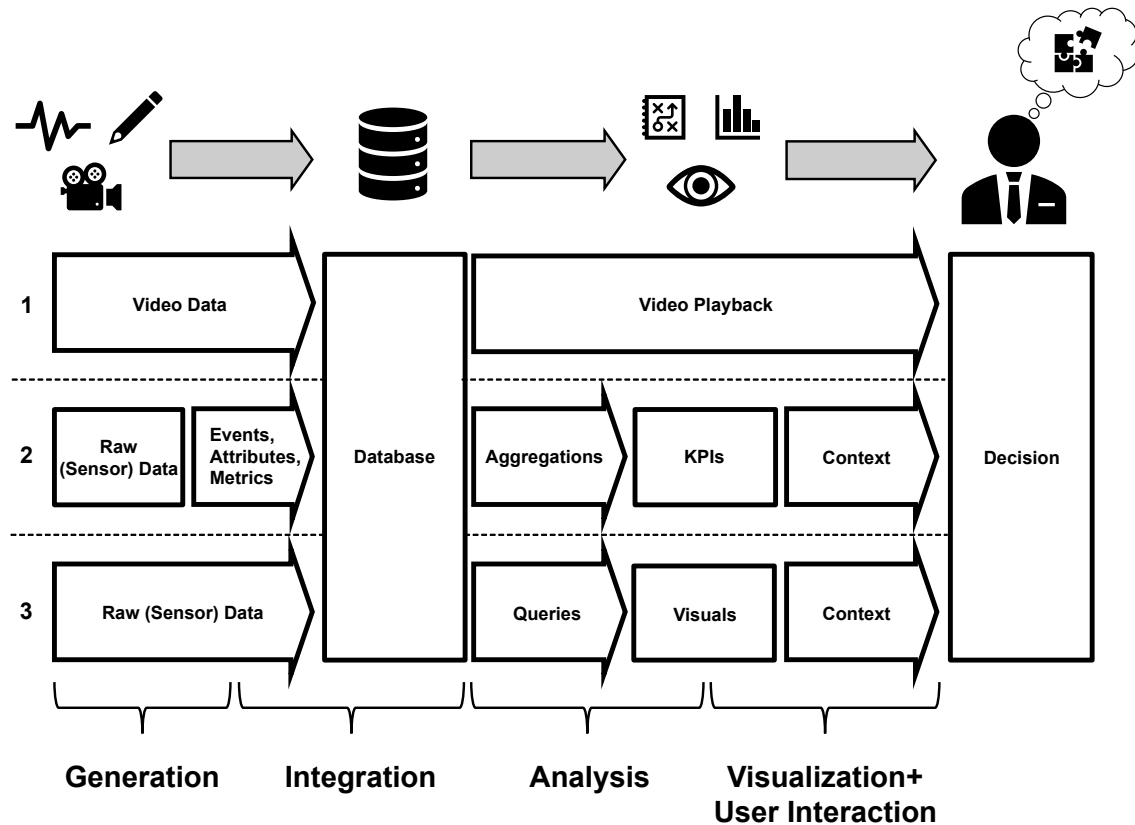 1
Video Data
Video Playback
2
Raw
(Sensor) Data
Events,
Attributes,
Metrics
Database
Aggregations
KPIs
Context
Decision
3
Raw (Sensor) Data
Queries
Visuals
Context
Generation
Integration
Analysis
Visualization+
User Interaction